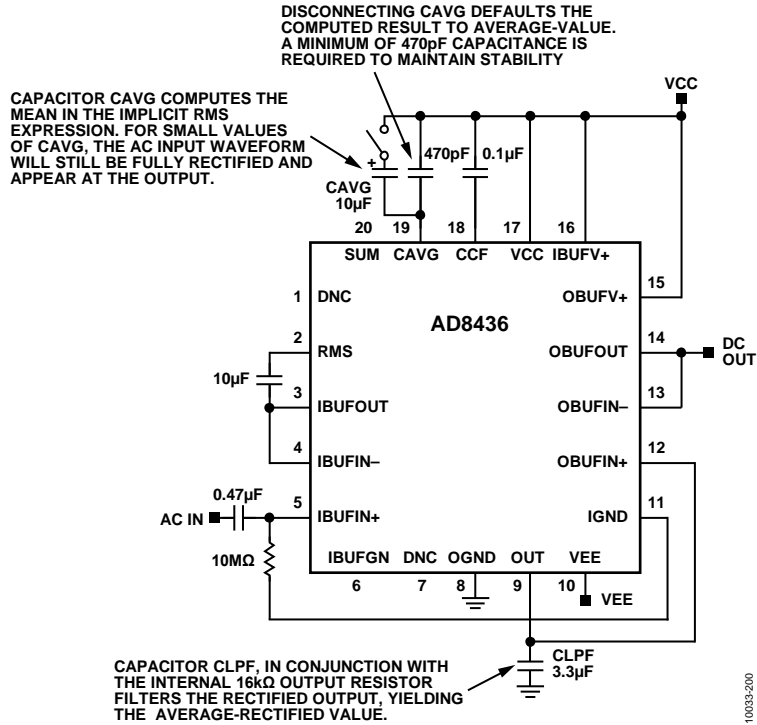 DISCONNECTING CAVG DEFAULTS THE
COMPUTED RESULT TO AVERAGE-VALUE.
A MINIMUM OF 470pF CAPACITANCE IS
REQUIRED TO MAINTAIN STABILITY
VCC
CAPACITOR CAVG COMPUTES THE
MEAN IN THE IMPLICIT RMS
EXPRESSION. FOR SMALL VALUES
OF CAVG, THE AC INPUT WAVEFORM
WILL STILL BE FULLY RECTIFIED AND
APPEAR AT THE OUTPUT.
+
470pF
0.1µF
CAVG
10µF
20 19 18 17 16
SUM CAVG CCF VCC IBUFV+
15
OBUFV+
1
DNC
AD8436
2
RMS
14
OBUFOUT
DC
OUT
10µF
3
IBUFOUT
13
OBUFIN–
4
IBUFIN–
12
OBUFIN+
0.47µF
AC IN
5
IBUFIN+
11
IGND
10MΩ
IBUFGN DNC OGND OUT VEE
6 7 8 9 10
VEE
CAPACITOR CLPF, IN CONJUNCTION WITH
THE INTERNAL 16kΩ OUTPUT RESISTOR
FILTERS THE RECTIFIED OUTPUT, YIELDING
THE AVERAGE-RECTIFIED VALUE.
CLPF
3.3µF
10033-200